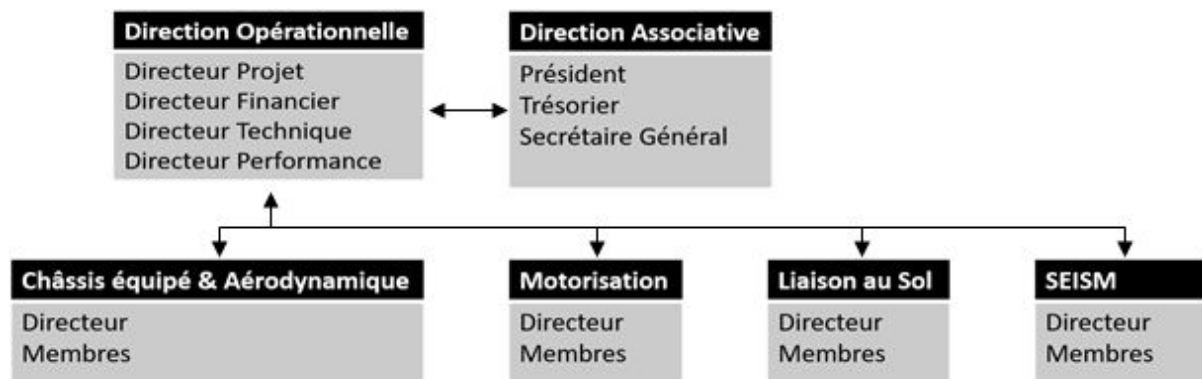 Direction Opérationnelle
Directeur Projet
Directeur Financier
Directeur Technique
Directeur Performance
Direction Associative
Président
Trésorier
Secrétaire Général
Châssis équipé & Aérodynamique
Directeur
Membres
Motorisation
Directeur
Membres
Liaison au Sol
Directeur
Membres
SEISM
Directeur
Membres